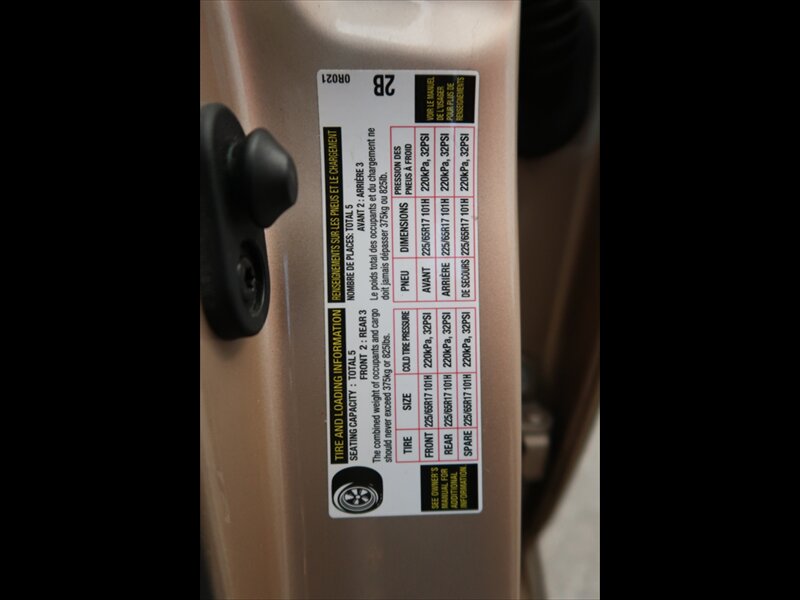 TIRE AND LOADING INFORMATION
SEATING CAPACITY : TOTAL 5
FRONT 2 : REAR 3
The combined weight of occupants and cargo
should never exceed 375kg or 825lbs.
TIRE SIZE COLD TIRE PRESSURE
FRONT 225/65R17 101H 220kPa, 32PSI
REAR 225/65R17 101H 220kPa, 32PSI
SPARE 225/65R17 101H 220kPa, 32PSI
SEE OWNER'S
MANUAL FOR
ADDITIONAL
INFORMATION
RENSEIGNEMENTS SUR LES PNEUS ET LE CHARGEMENT
NOMBRE DE PLACES: TOTAL 5
AVANT 2 : ARRIÈRE 3
Le poids total des occupants et du chargement ne
doit jamais dépasser 375kg ou 825lb.
PNEU DIMENSIONS PRESSION DES
PNEUS À FROID
AVANT 225/65R17 101H 220kPa, 32PSI
ARRIÈRE 225/65R17 101H 220kPa, 32PSI
DE SECOURS 225/65R17 101H 220kPa, 32PSI
VOIR LE MANUEL
DE L'USAGER
POUR PLUS DE
RENSEIGNEMENTS
0R021
2B